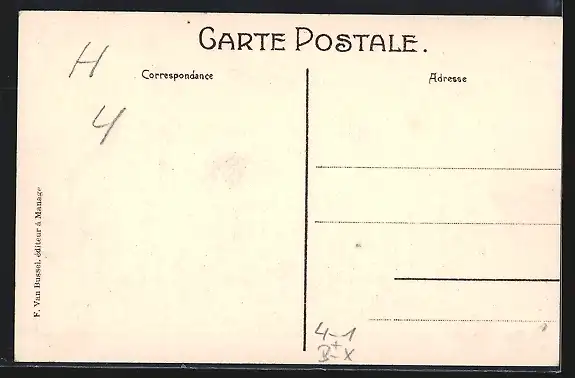 CARTE POSTALE.
Correspondance
Adresse
H
4
F. Van Bussel, éditeur à Manage
4-1
+
B-X